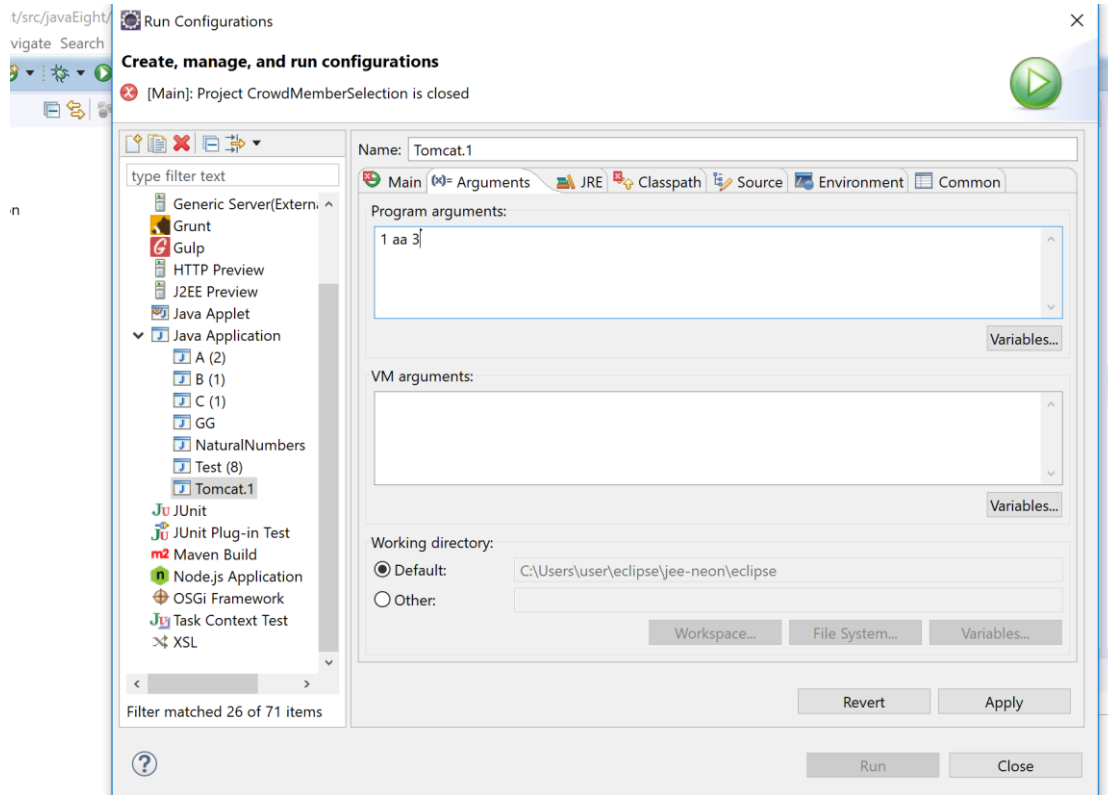 t/src/javaEight/
vigate Search
on
Run Configurations
Create, manage, and run configurations
[Main]: Project CrowdMemberSelection is closed
type filter text
Generic Server(Externa
Grunt
Gulp
HTTP Preview
J2EE Preview
Java Applet
Java Application
A (2)
B (1)
C (1)
GG
NaturalNumbers
Test (8)
Tomcat.1
JUnit
JUnit Plug-in Test
Maven Build
Node.js Application
OSGi Framework
Task Context Test
XSL
Filter matched 26 of 71 items
Name: Tomcat.1
Main (x)= Arguments JRE Classpath Source Environment Common
Program arguments:
1 aa 3
Variables...
VM arguments:
Variables...
Working directory:
Default: C:\Users\user\eclipse\jee-neon\eclipse
Other:
Workspace... File System... Variables...
Revert Apply
Run Close